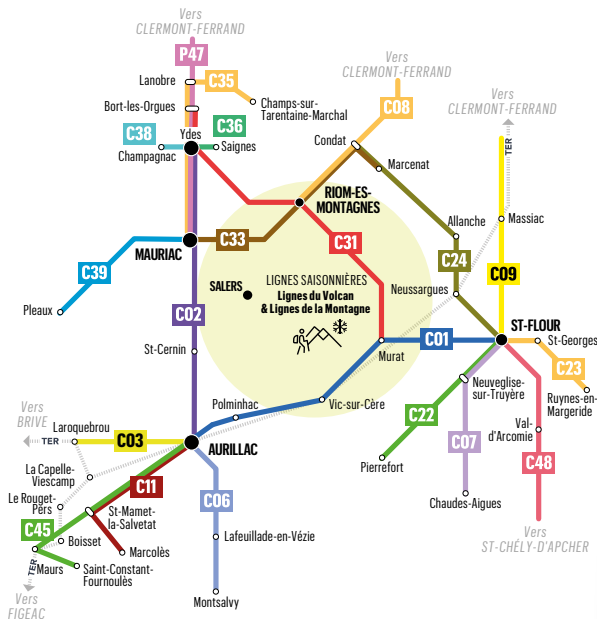 Vers
CLERMONT-FERRAND
P47
Lanobre
C35
Bort-les-Orgues
Champs-sur-
Tarentaine-Marchal
Vers
CLERMONT-FERRAND
C08
Vers
CLERMONT-FERRAND
TER
C38
Ydes
C36
Champagnac
Saignes
Condat
Marcenat
RIOM-ES-
MONTAGNES
Massiac
Allanche
MAURIAC
C33
C31
C24
C09
C39
SALERS
LIGNES SAISONNIÈRES
Lignes du Volcan
& Lignes de la Montagne
Neussargues
Pleaux
C02
ST-FLOUR
C01
St-Georges
St-Cernin
Murat
C23
Ruynes-en-
Margeride
Neuveglise-
sur-Truyère
Polminhac
Vic-sur-Cère
C22
Vers
BRIVE
TER
Laroquebrou
C03
AURILLAC
C07
Val-
d'Arcomie
C48
Pierrefort
La Capelle-
Viescamp
C11
Le Rouget-
Pers
C06
Chaudes-Aigues
St-Mamet-
la-Salvetat
C45
Boisset
Marcolès
Lafeuillade-en-Vézie
Vers
ST-CHÉLY-D'APCHER
TER
Maurs
Saint-Constant-
Fournoulès
Vers
FIGEAC
Montsalvy